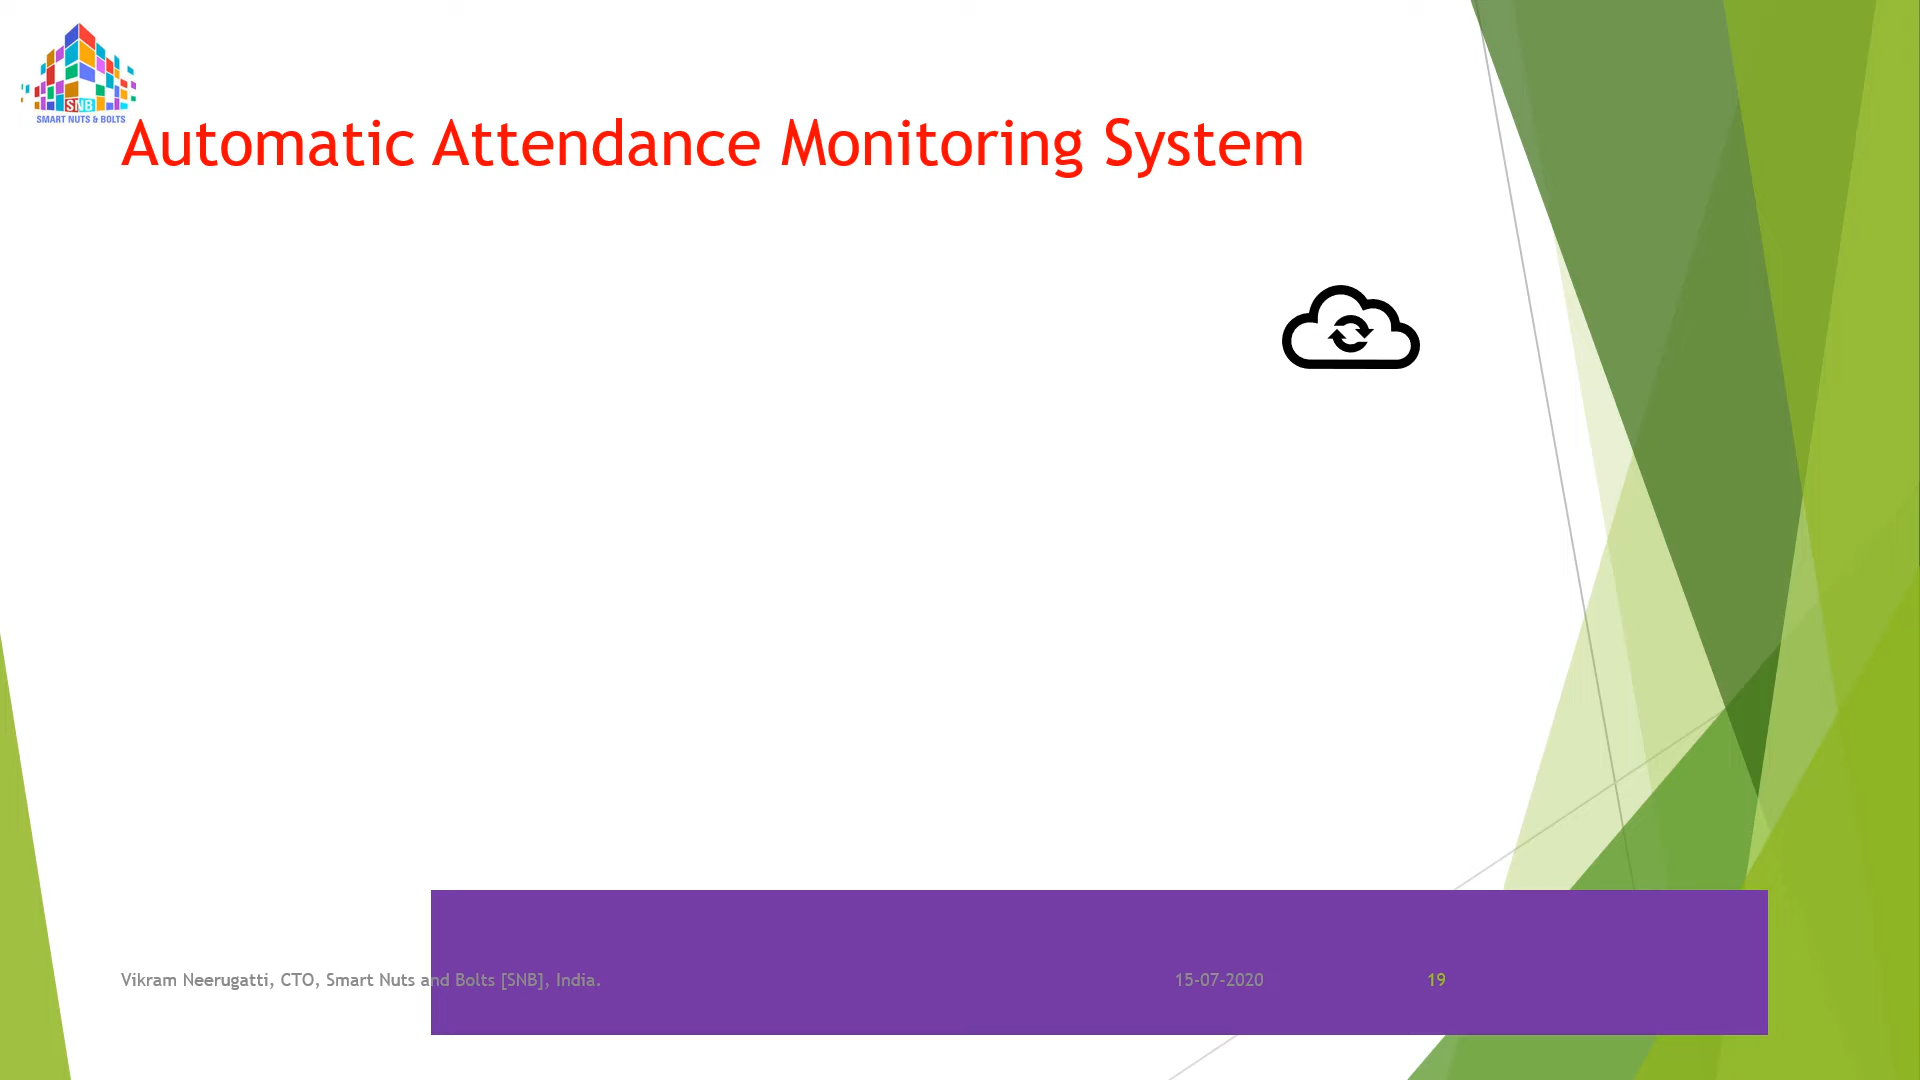 SNB
SMART NUTS & BOLTS
Automatic Attendance Monitoring System
Vikram Neerugatti, CTO, Smart Nuts and Bolts [SNB], India.
15-07-2020
19